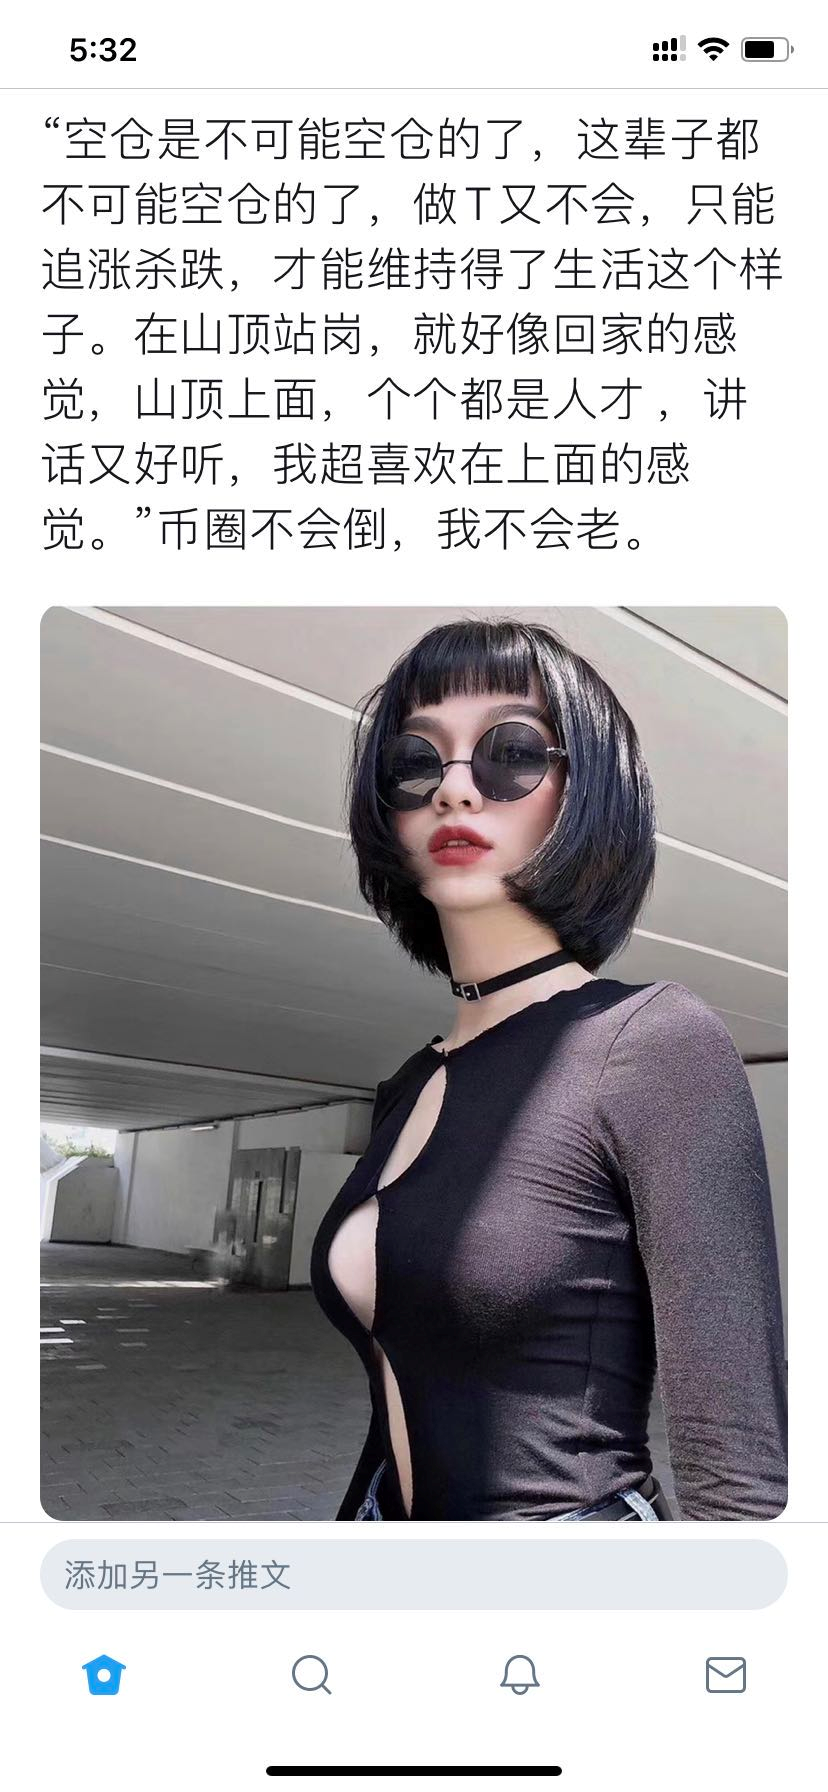 5:32
“空仓是不可能空仓的了，这辈子都
不可能空仓的了，做T又不会，只能
追涨杀跌，才能维持得了生活这个样
子。在山顶站岗，就好像回家的感
觉，山顶上面，个个都是人才 ，讲
话又好听，我超喜欢在上面的感
觉。”币圈不会倒，我不会老。
添加另一条推文